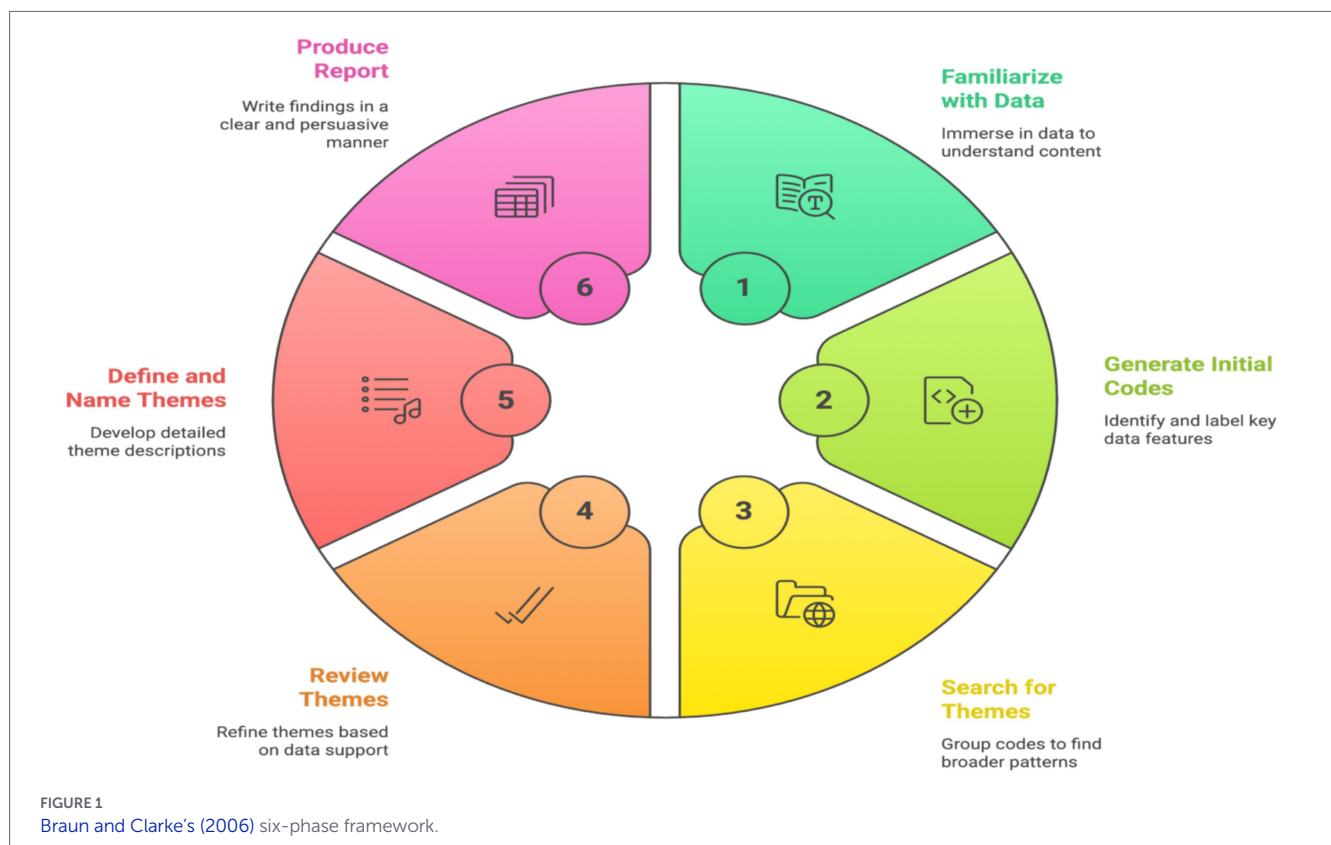 Produce
Report
Write findings in a
clear and persuasive
manner
Familiarize
with Data
Immerse in data to
understand content
T
6
1
Define and
Name Themes
Develop detailed
theme descriptions
5
2
Generate Initial
Codes
Identify and label key
data features
4
3
Review
Themes
Refine themes based
on data support
Search for
Themes
Group codes to find
broader patterns
FIGURE 1
Braun and Clarke's (2006) six-phase framework.